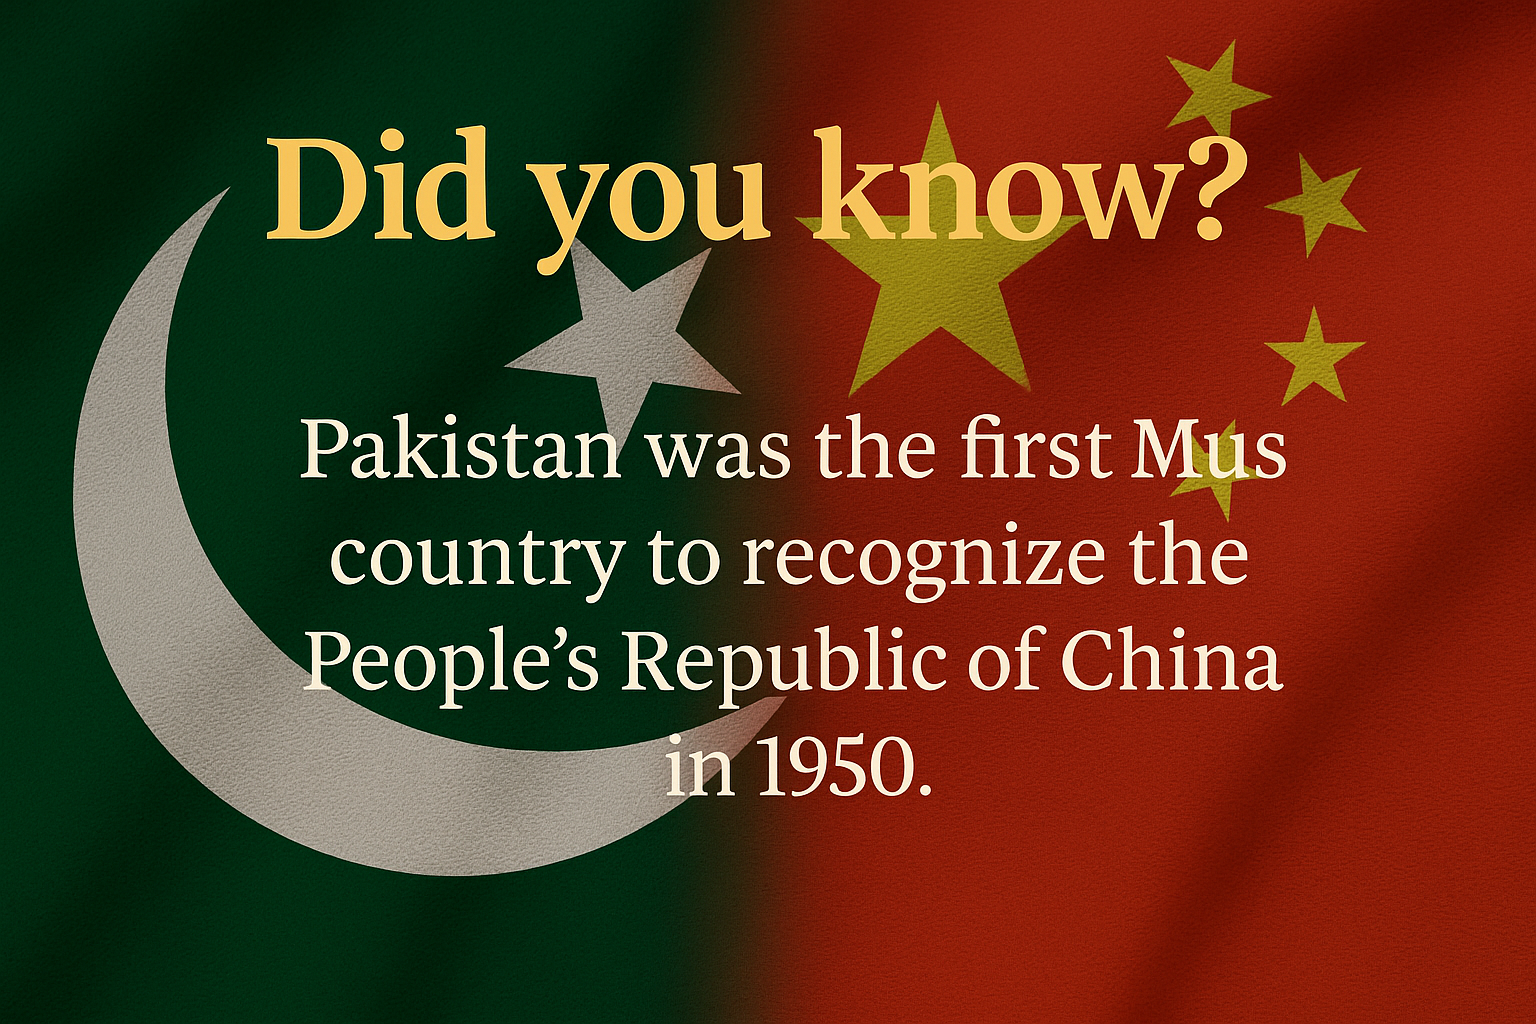 Did you know?
Pakistan was the first Mus
country to recognize the
People’s Republic of China
in 1950.